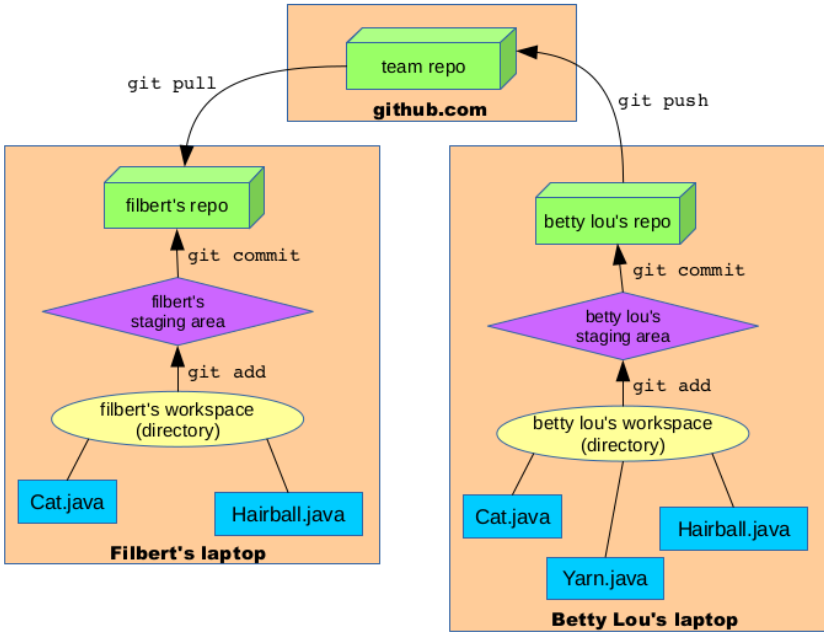 team repo
github.com
git pull
git push
filbert's repo
git commit
filbert's
staging area
git add
filbert's workspace
(directory)
Cat.java
Hairball.java
Filbert's laptop
betty lou's repo
git commit
betty lou's
staging area
git add
betty lou's workspace
(directory)
Cat.java
Hairball.java
Yarn.java
Betty Lou's laptop